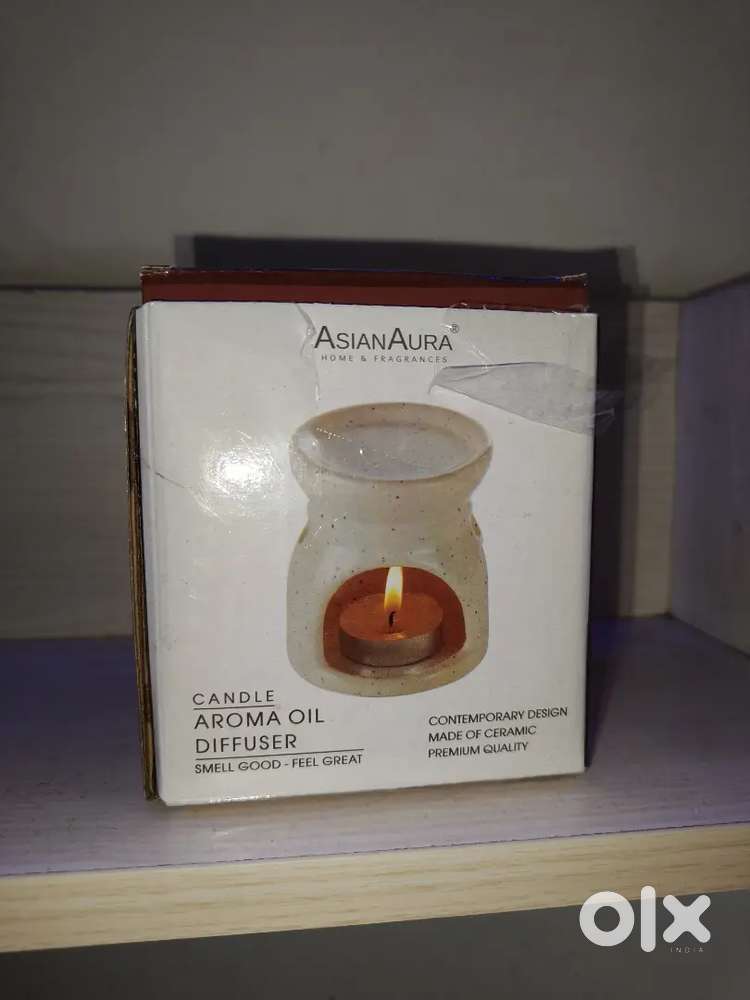 ASIANAURA®
HOME & FRAGRANCES
CANDLE
AROMA OIL
DIFFUSER
SMELL GOOD - FEEL GREAT
CONTEMPORARY DESIGN
MADE OF CERAMIC
PREMIUM QUALITY
olx
INDIA